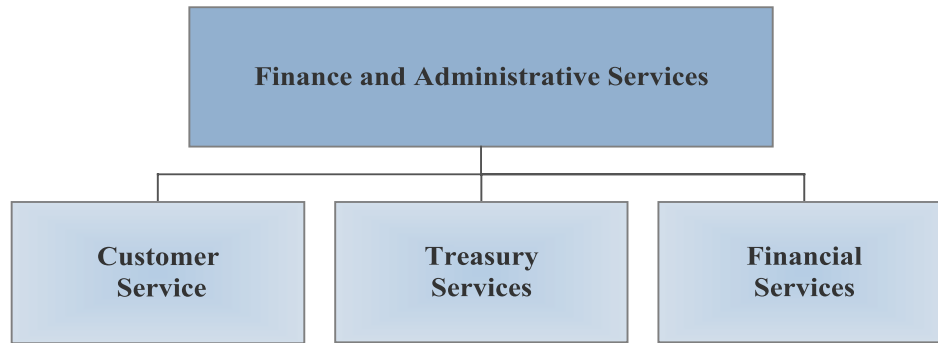 Finance and Administrative Services
Customer
Service
Treasury
Services
Financial
Services